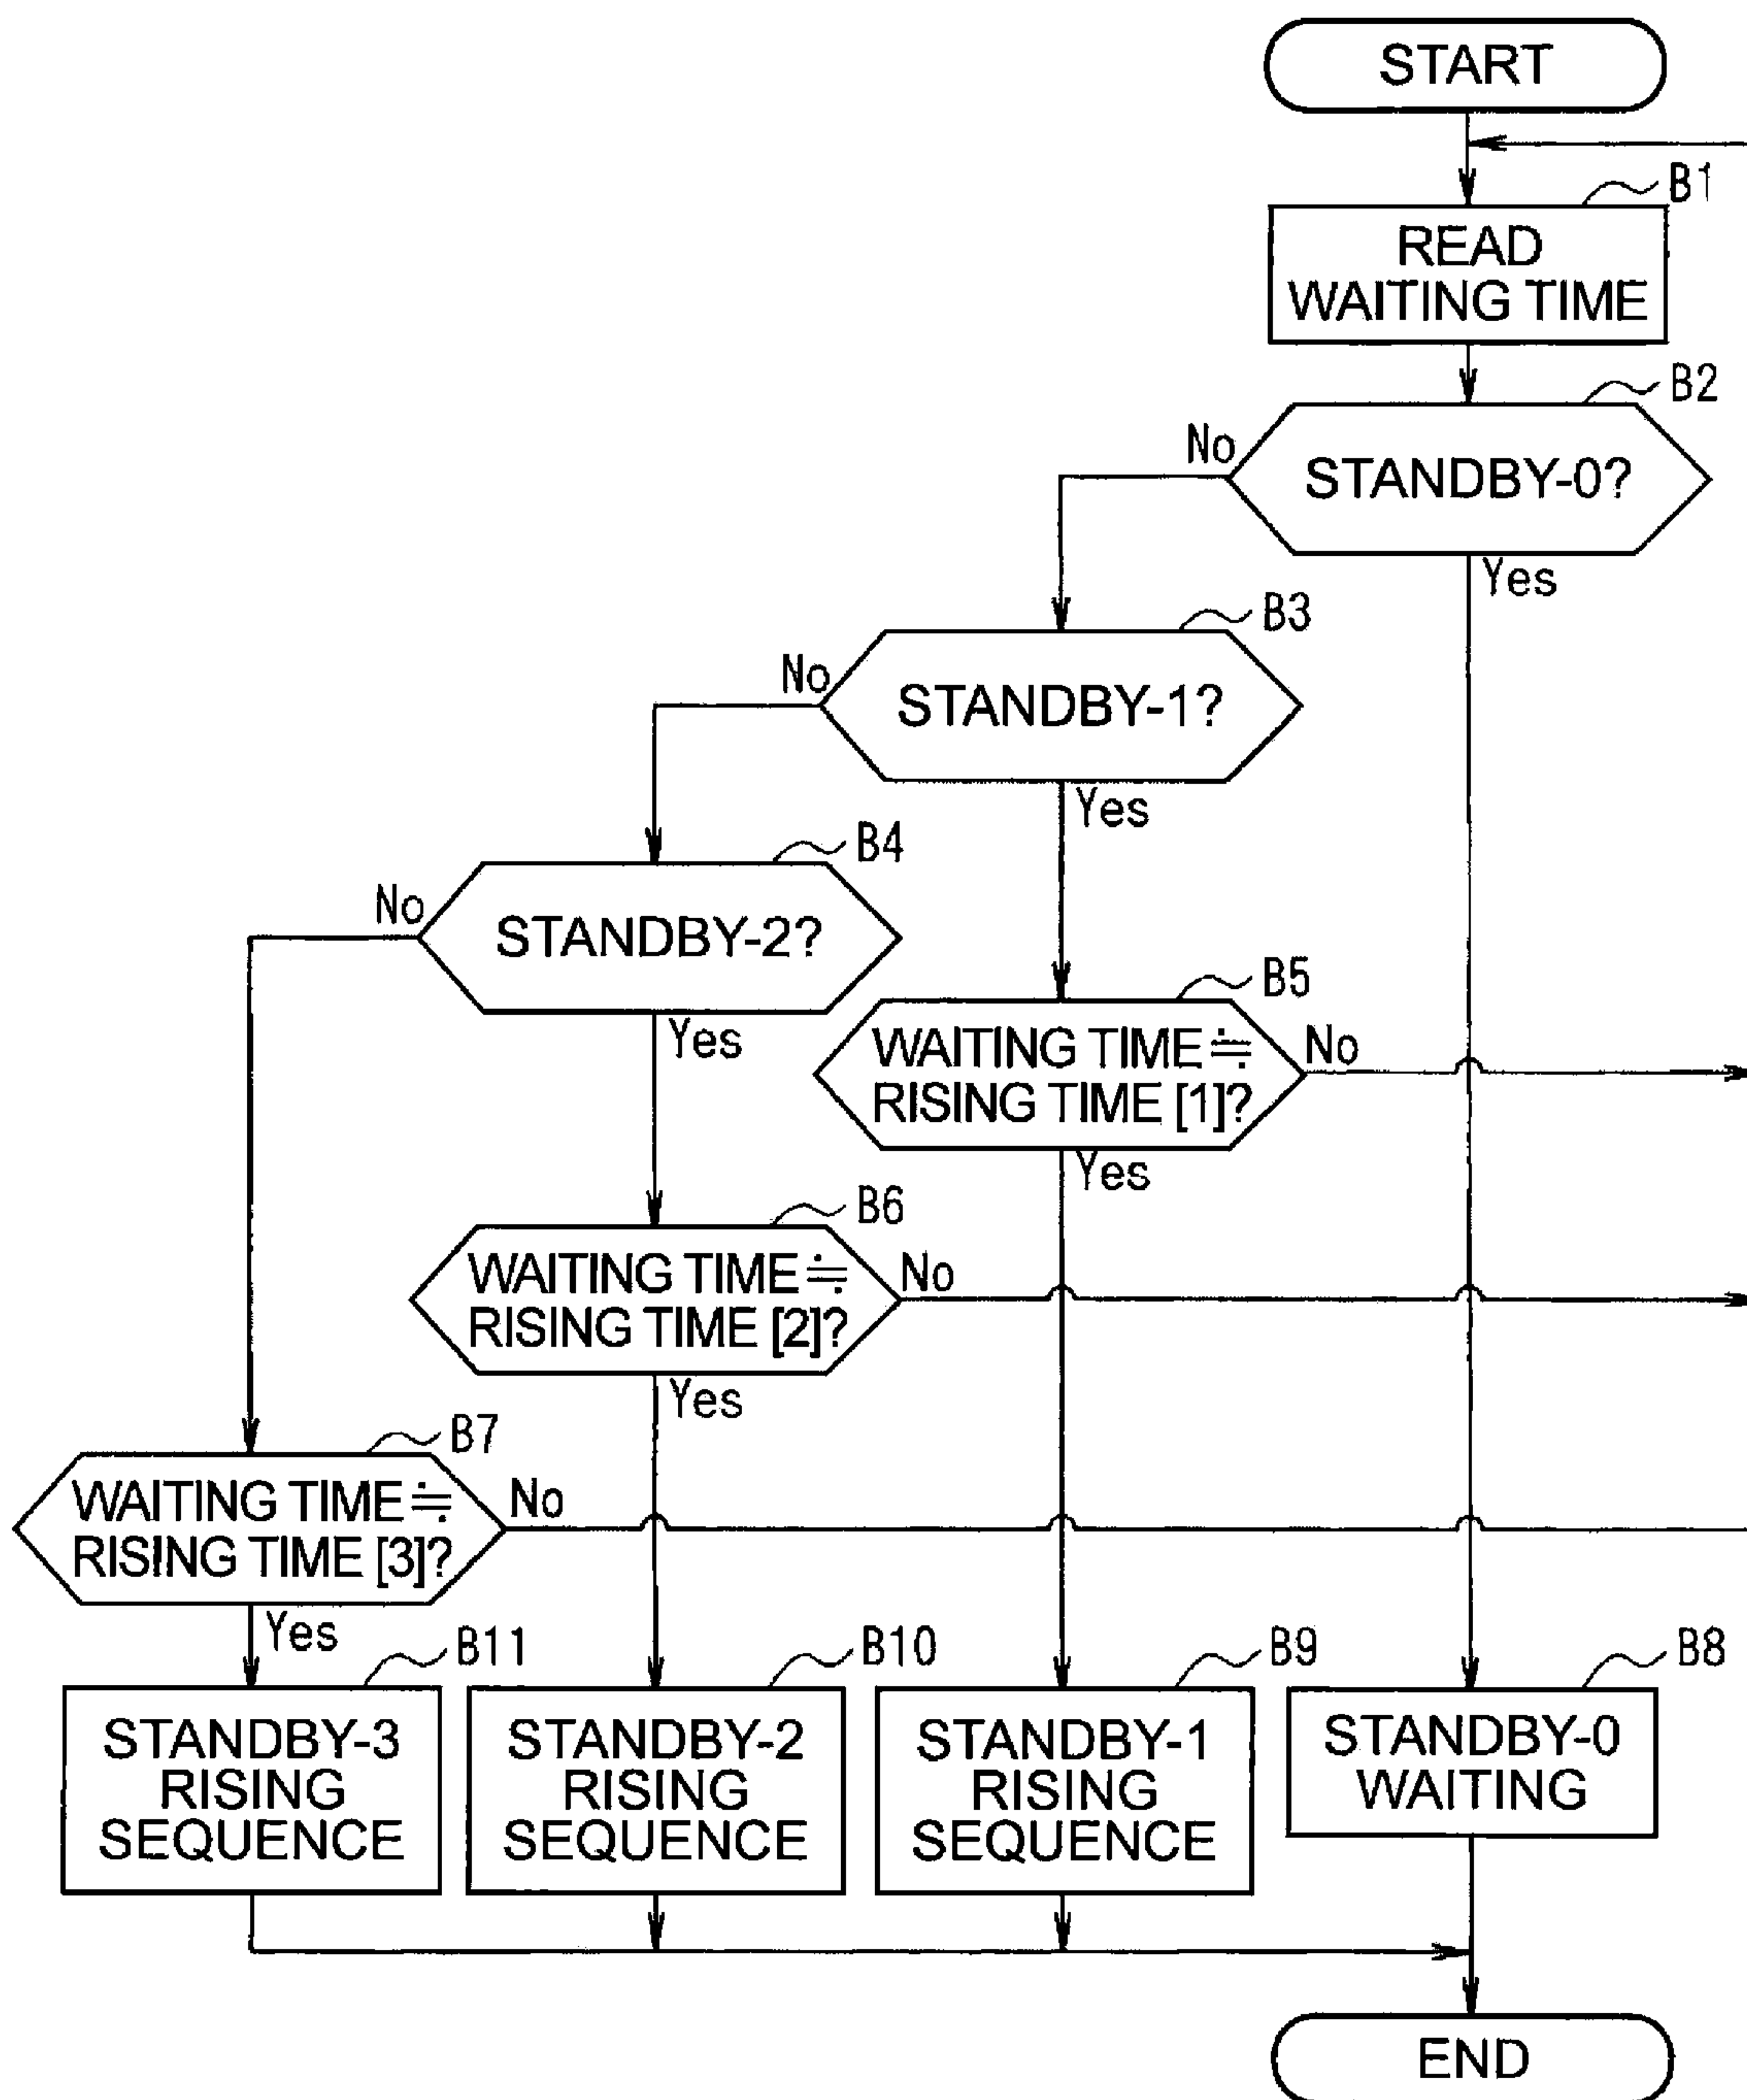 START
B1
READ
WAITING TIME
B2
No
STANDBY-0?
Yes
B3
No
STANDBY-1?
Yes
B4
No
STANDBY-2?
Yes
B5
WAITING TIME≒
RISING TIME [1]?
No
Yes
B6
WAITING TIME≒
RISING TIME [2]?
No
Yes
B7
WAITING TIME≒
RISING TIME [3]?
No
Yes
B11
STANDBY-3
RISING
SEQUENCE
B10
STANDBY-2
RISING
SEQUENCE
B9
STANDBY-1
RISING
SEQUENCE
B8
STANDBY-0
WAITING
END